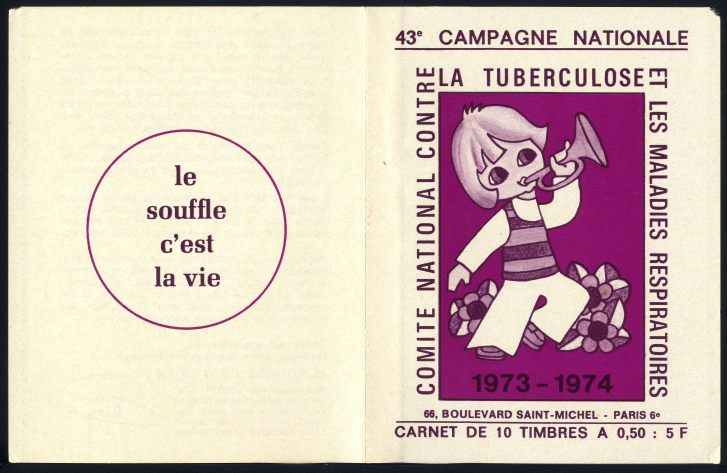 le
souffle
c'est
la vie
43e CAMPAGNE NATIONALE
COMITE NATIONAL CONTRE
LA TUBERCULOSE
ET LES MALADIES RESPIRATOIRES
1973 - 1974
66, BOULEVARD SAINT-MICHEL - PARIS 6e
CARNET DE 10 TIMBRES A 0,50 : 5 F